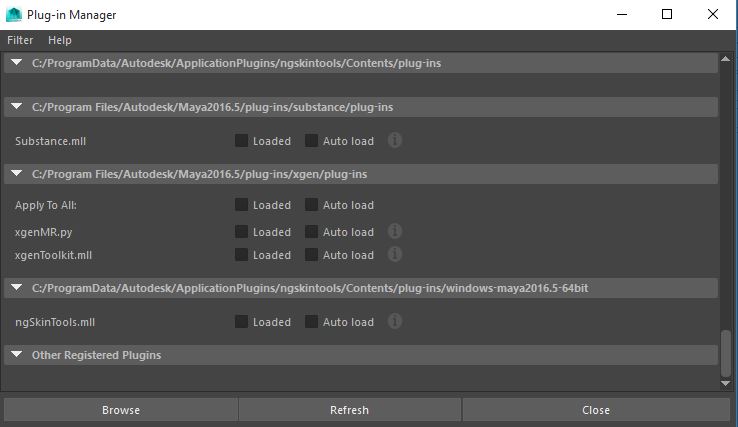 Plug-in Manager
Filter Help
C:/ProgramData/Autodesk/ApplicationPlugins/ngskintools/Contents/plug-ins
C:/Program Files/Autodesk/Maya2016.5/plug-ins/substance/plug-ins
Substance.mll Loaded Auto load i
C:/Program Files/Autodesk/Maya2016.5/plug-ins/xgen/plug-ins
Apply To All: Loaded Auto load
xgenMR.py Loaded Auto load i
xgenToolkit.mll Loaded Auto load i
C:/ProgramData/Autodesk/ApplicationPlugins/ngskintools/Contents/plug-ins/windows-maya2016.5-64bit
ngSkinTools.mll Loaded Auto load i
Other Registered Plugins
Browse Refresh Close